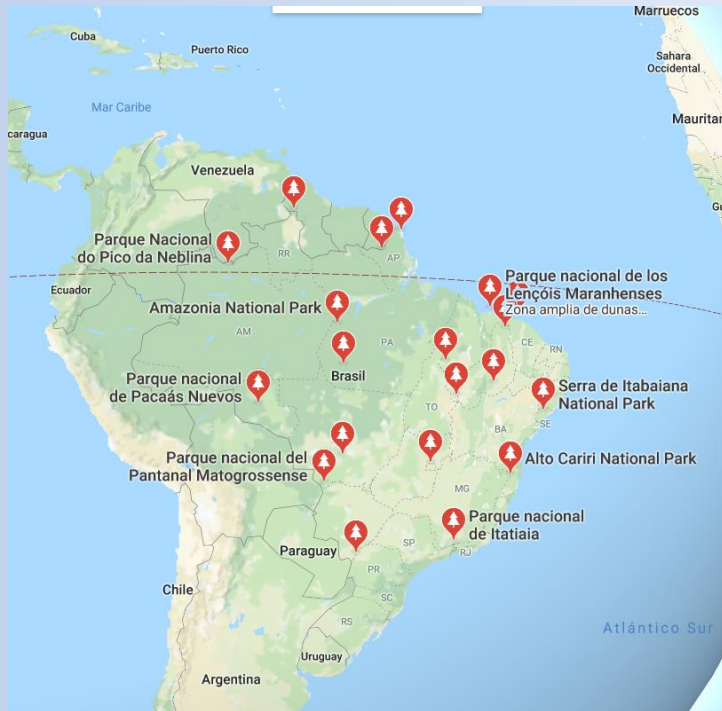 Marruecos
Cuba
Puerto Rico
Sahara
Occidental
Mar Caribe
Mauritan
icaragua
Venezuela
Parque Nacional
do Pico da Neblina
RR
AP
Ecuador
Parque nacional de los
Lençóis Maranhenses
Zona amplia de dunas...
Amazonia National Park
AM
PA
CE
RN
Brasil
Parque nacional
de Pacaás Nuevos
Serra de Itabaiana
National Park
TO
SE
BA
Parque nacional del
Pantanal Matogrossense
Alto Cariri National Park
MG
Parque nacional
de Itatiaia
SP
RJ
Paraguay
PR
Chile
SC
RS
Atlántico Sur
Uruguay
Argentina